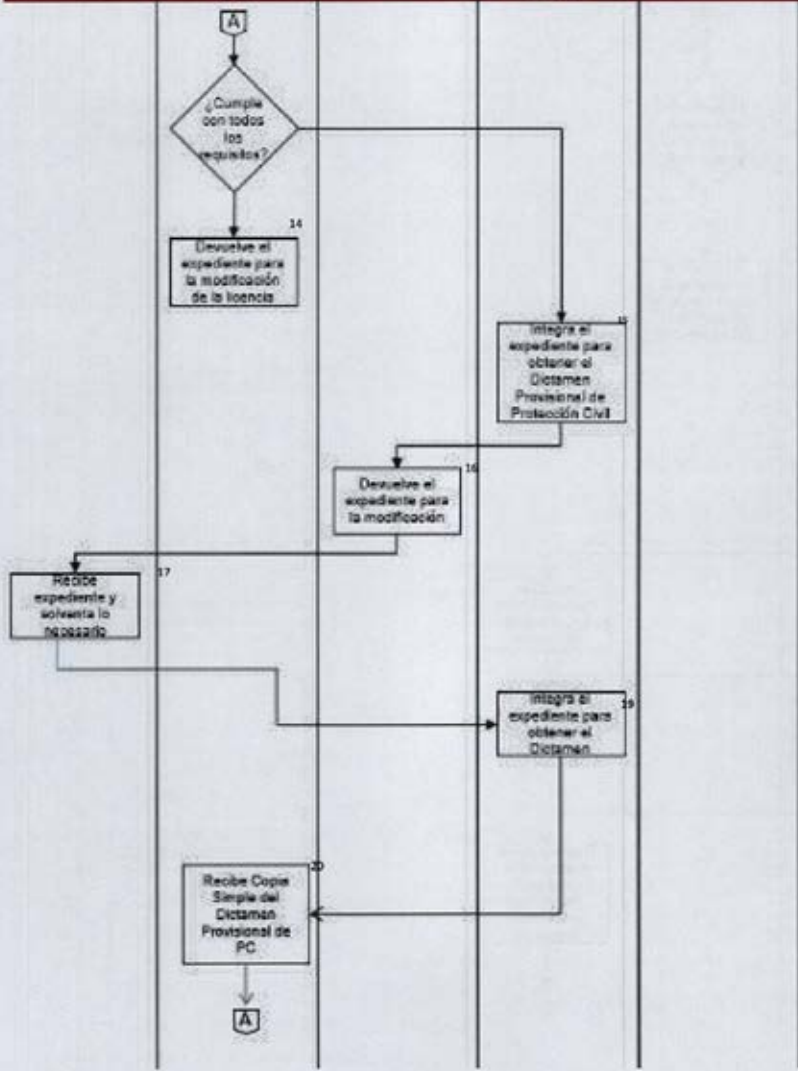 A
¿Cumple
con todos
los
requisitos?
14
Devuelve el
expediente para
la modificación
de la licencia
15
Integra el
expediente para
obtener el
Dictamen
Provisional de
Protección Civil
16
Devuelve el
expediente para
la modificación
17
Recibe
expediente y
solventa lo
necesario
19
Integra el
expediente para
obtener el
Dictamen
20
Recibe Copia
Simple del
Dictamen
Provisional de
PC
A